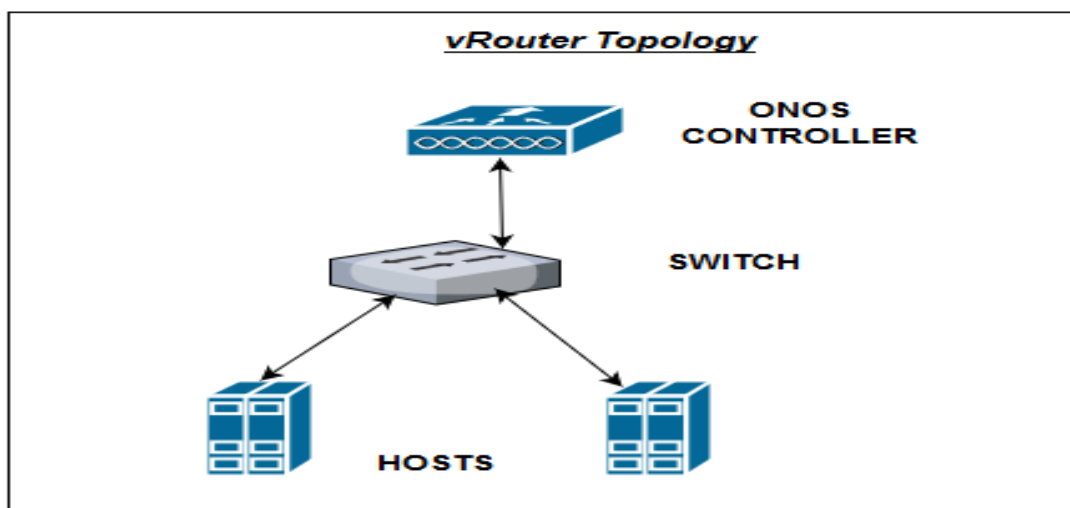 vRouter Topology
ONOS
CONTROLLER
SWITCH
HOSTS